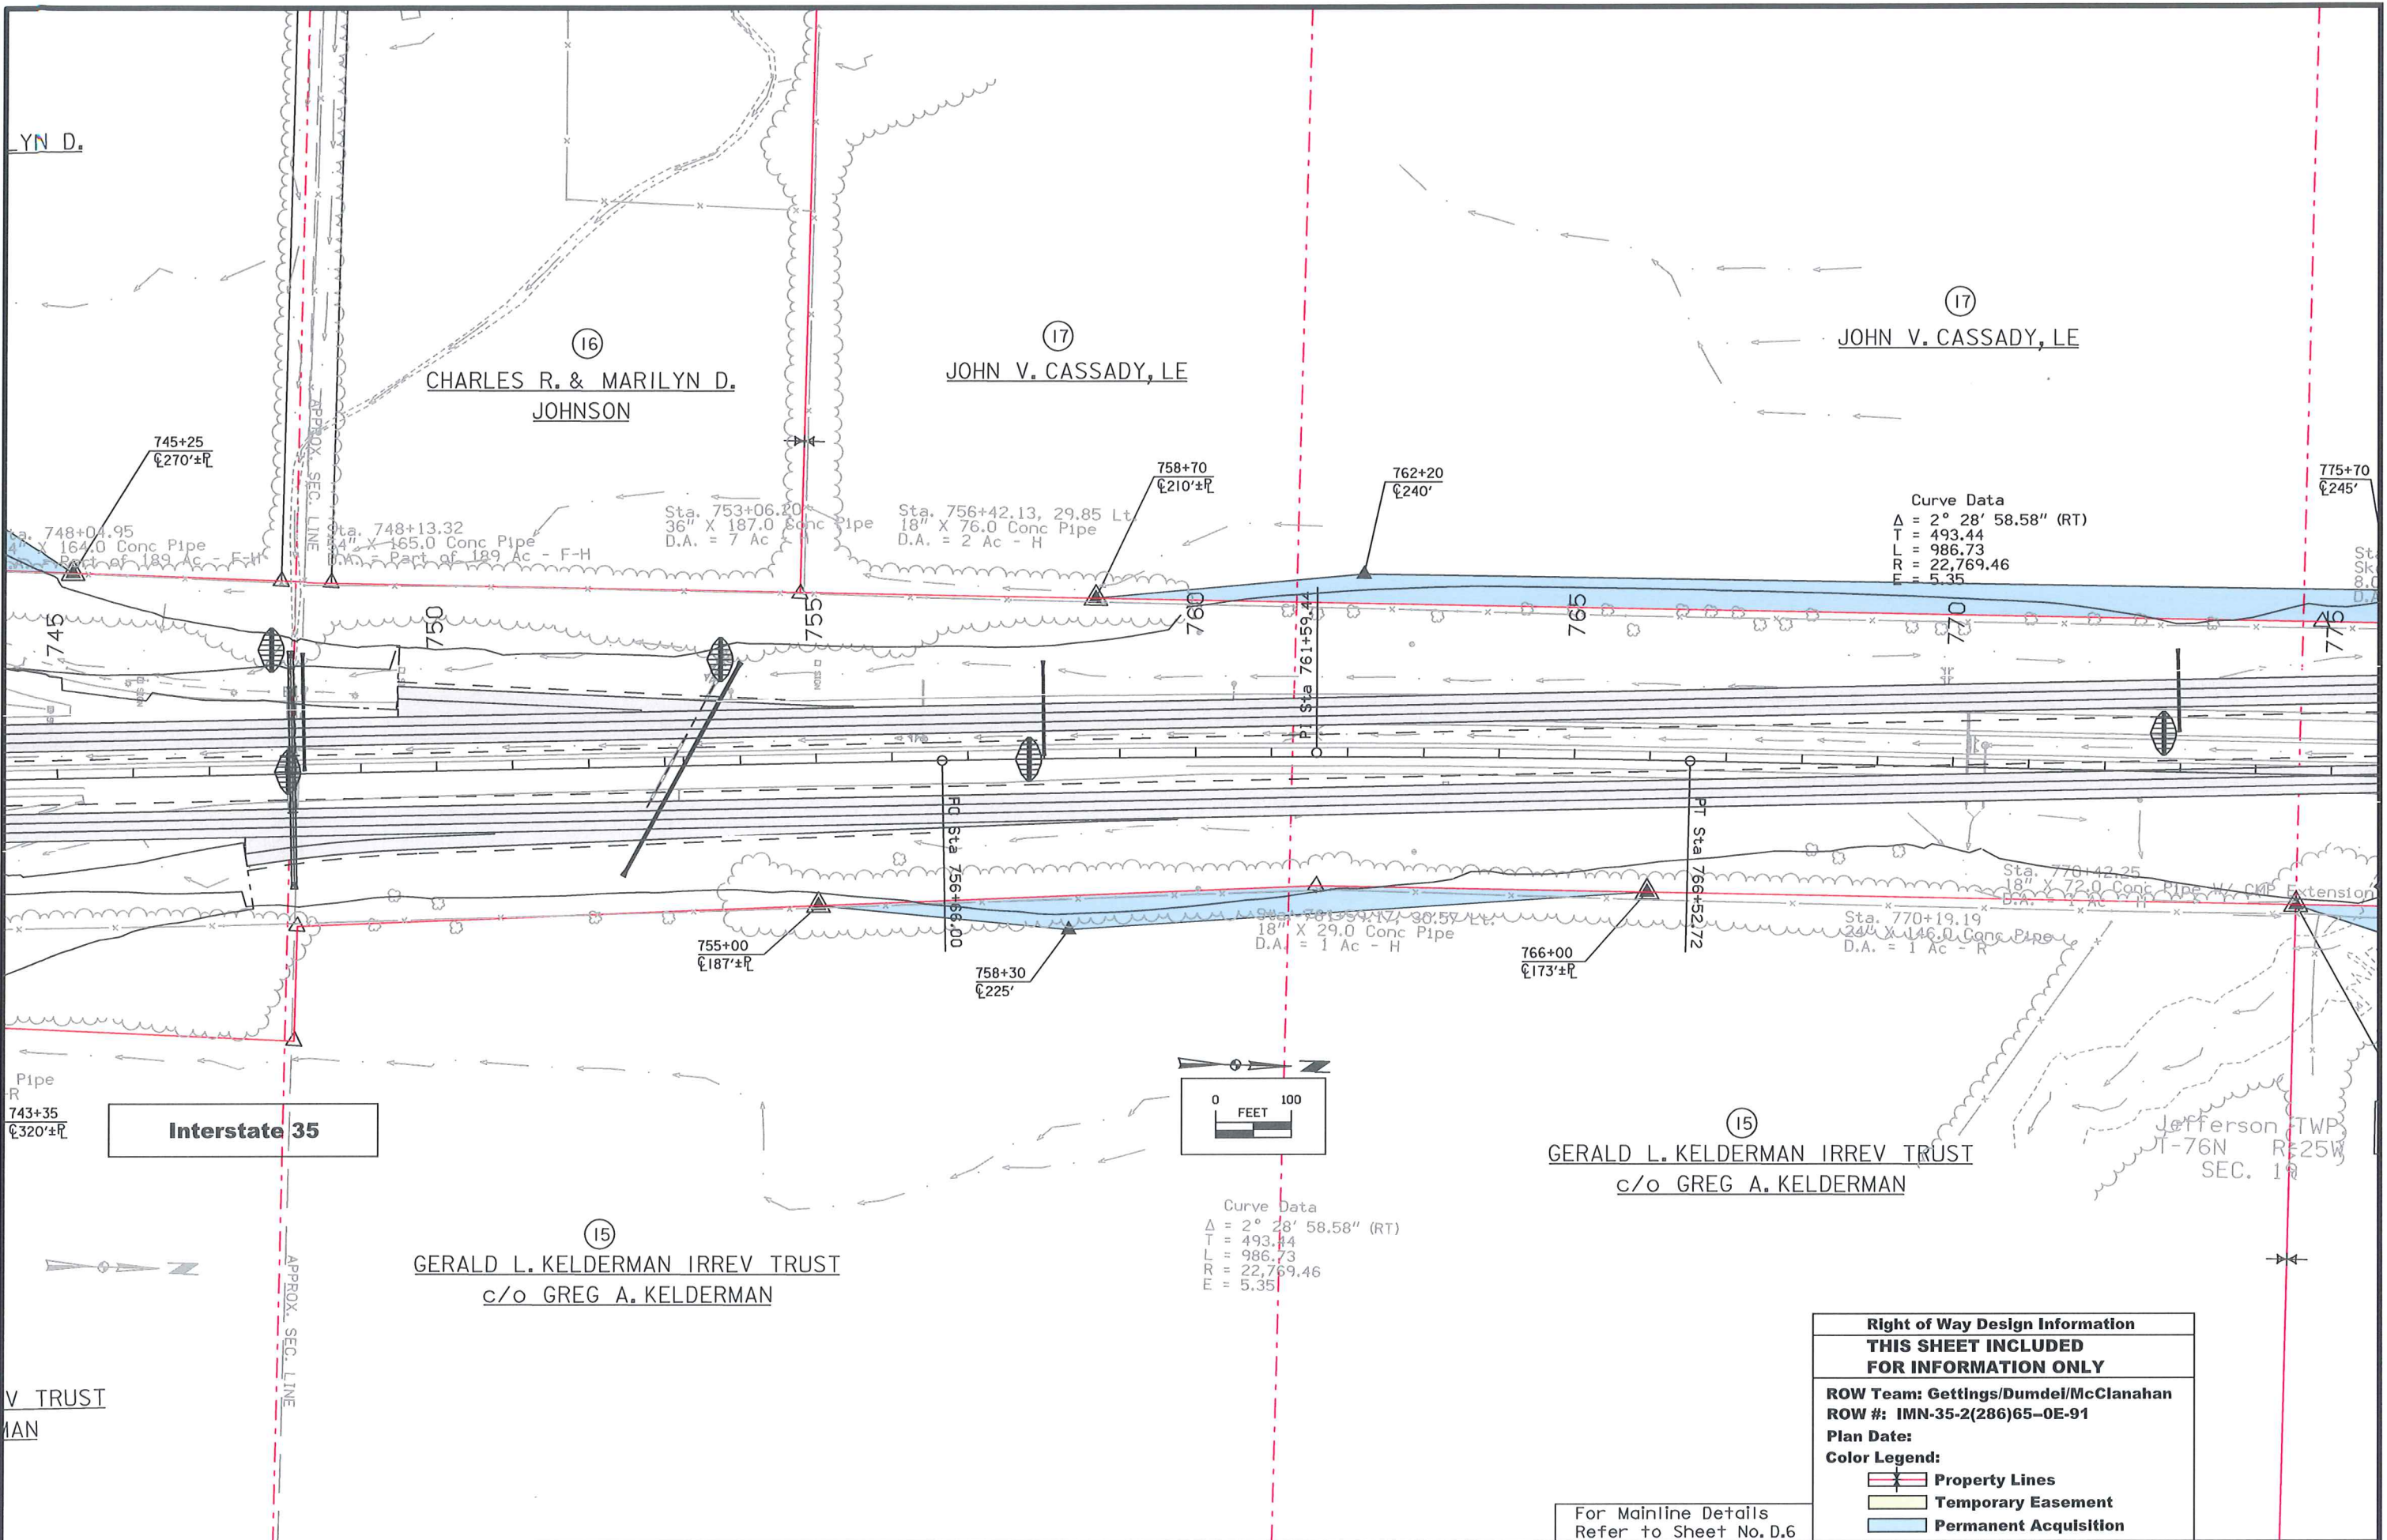 YN D.
16
CHARLES R. & MARILYN D.
JOHNSON
17
JOHN V. CASSADY, LE
17
JOHN V. CASSADY, LE
APPROX. SEC. LINE
745+25
℄270'±PL
758+70
℄210'±PL
762+20
℄240'
775+70
℄245'
Curve Data
Δ = 2° 28' 58.58" (RT)
T = 493.44
L = 986.73
R = 22,769.46
E = 5.35
748+04.95
X 164.0 Conc Pipe
Part of 189 Ac - F-H
Sta. 748+13.32
X 165.0 Conc Pipe
D.A. = Part of 189 Ac - F-H
Sta. 753+06.20
36" X 187.0 Conc Pipe
D.A. = 7 Ac
Sta. 756+42.13, 29.85 Lt.
18" X 76.0 Conc Pipe
D.A. = 2 Ac - H
745
750
755
760
765
770
775
SIGN
SIGN
PI Sta 761+59.44
PC Sta 756+66.00
PT Sta 766+52.72
755+00
℄187'±PL
758+30
℄225'
18" X 29.0 Conc Pipe
D.A. = 1 Ac - H
766+00
℄173'±PL
Sta. 770+42.25
18" X 72.0 Conc Pipe W/ CMP Extension
Sta. 770+19.19
24" X 146.0 Conc Pipe
D.A. = 1 Ac - R
Pipe
-R
743+35
℄320'±PL
Interstate 35
0 100
FEET
15
GERALD L. KELDERMAN IRREV TRUST
c/o GREG A. KELDERMAN
Jefferson TWP
T-76N R-25W
SEC.
15
GERALD L. KELDERMAN IRREV TRUST
c/o GREG A. KELDERMAN
Curve Data
Δ = 2° 28' 58.58" (RT)
T = 493.44
L = 986.73
R = 22,769.46
E = 5.35
APPROX. SEC. LINE
V TRUST
MAN
Right of Way Design Information
THIS SHEET INCLUDED
FOR INFORMATION ONLY
ROW Team: Gettings/Dumdei/McClanahan
ROW #: IMN-35-2(286)65--0E-91
Plan Date:
Color Legend:
Property Lines
Temporary Easement
Permanent Acquisition
For Mainline Details
Refer to Sheet No. D.6